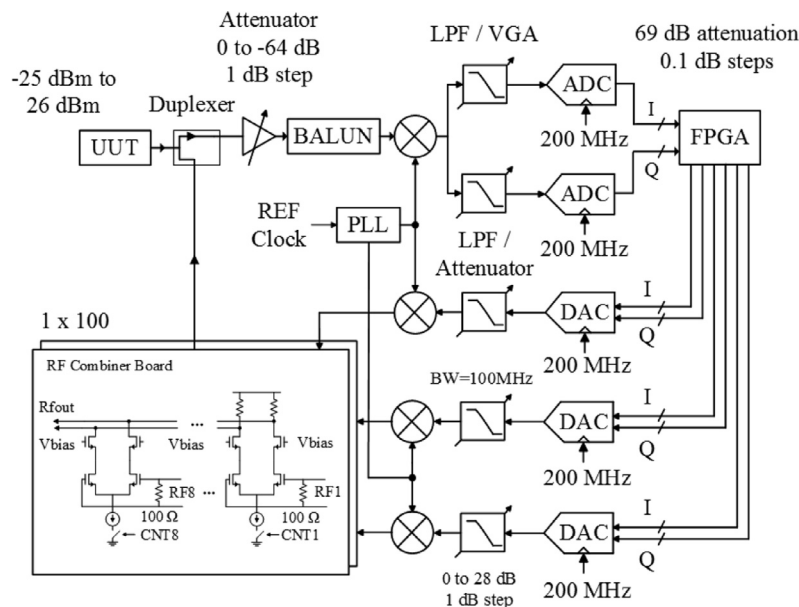 Attenuator
0 to -64 dB
1 dB step
-25 dBm to
26 dBm
Duplexer
LPF / VGA
69 dB attenuation
0.1 dB steps
UUT
BALUN
ADC
200 MHz
I
FPGA
ADC
200 MHz
Q
REF
Clock
PLL
LPF /
Attenuator
DAC
200 MHz
I
Q
1 x 100
RF Combiner Board
Rfout
...
Vbias
Vbias
Vbias
RF8
...
RF1
100 Ω
100 Ω
CNT8
CNT1
BW=100MHz
DAC
200 MHz
I
Q
DAC
200 MHz
I
Q
0 to 28 dB
1 dB step